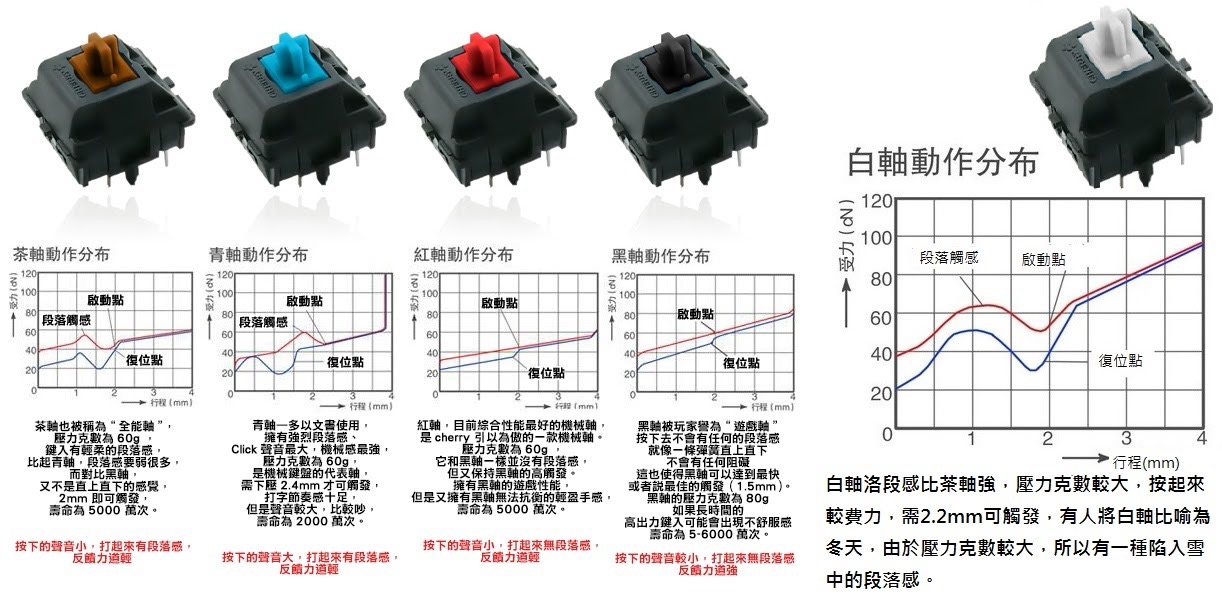 茶軸動作分布
受力 (cN)
120
100
80
60
40
20
0
1
2
3
4
行程 (mm)
啟動點
段落觸感
復位點
茶軸也被稱為“全能軸”，
壓力克數為 60g ，
鍵入有輕柔的段落感，
比起青軸，段落感要弱很多，
而對比黑軸，
又不是直上直下的感覺，
2mm 即可觸發，
壽命為 5000 萬次。
按下的聲音小，打起來有段落感，
反饋力道輕
青軸動作分布
受力 (cN)
120
100
80
60
40
20
0
1
2
3
4
行程 (mm)
啟動點
段落觸感
復位點
青軸一多以文書使用，
擁有強烈段落感、
Click 聲音最大，機械感最強，
壓力克數為 60g，
是機械鍵盤的代表軸，
需下壓 2.4mm 才可觸發，
打字節奏感十足，
但是聲音較大，比較吵，
壽命為 2000 萬次。
按下的聲音大，打起來有段落感，
反饋力道輕
紅軸動作分布
受力 (cN)
120
100
80
60
40
20
0
1
2
3
4
行程 (mm)
啟動點
復位點
紅軸，目前綜合性能最好的機械軸，
是 cherry 引以為傲的一款機械軸。
壓力克數為 60g ，
它和黑軸一樣並沒有段落感，
但又保持黑軸的高觸發。
擁有黑軸的遊戲性能，
但是又擁有黑軸無法抗衡的輕盈手感，
壽命為 5000 萬次。
按下的聲音小，打起來無段落感，
反饋力道輕
黑軸動作分布
受力 (cN)
120
100
80
60
40
20
0
1
2
3
4
行程 (mm)
啟動點
復位點
黑軸被玩家譽為“遊戲軸”
按下去不會有任何的段落感
就像一條彈簧直上直下
不會有任何阻礙
這也使得黑軸可以達到最快
或者說最佳的觸發（1.5mm）。
黑軸的壓力克數為 80g
如果長時間的
高出力鍵入可能會出現不舒服感
壽命為 5-6000 萬次。
按下的聲音較小，打起來無段落感
反饋力道強
白軸動作分布
受力 (cN)
120
100
80
60
40
20
0
1
2
3
4
行程(mm)
段落觸感
啟動點
復位點
白軸洛段感比茶軸強，壓力克數較大，按起來
較費力，需2.2mm可觸發，有人將白軸比喻為
冬天，由於壓力克數較大，所以有一種陷入雪
中的段落感。